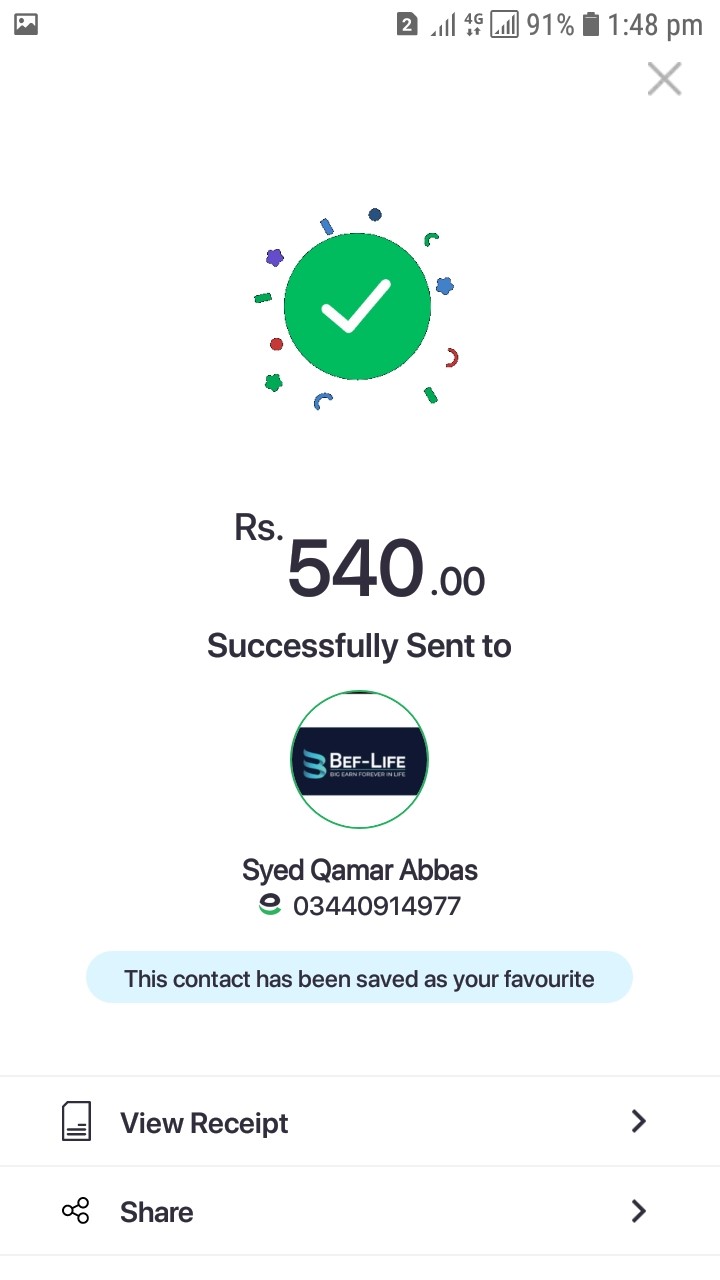 2 4G 91% 1:48 pm
Rs. 540.00
Successfully Sent to
BEF-LIFE
BIG EARN FOREVER IN LIFE
Syed Qamar Abbas
03440914977
This contact has been saved as your favourite
View Receipt
Share